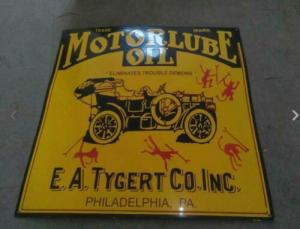 TRADE MARK
MOTORLUBE
OIL
"ELIMINATES TROUBLE DEMONS"
E.A. TYGERT CO. INC.
PHILADELPHIA, PA.